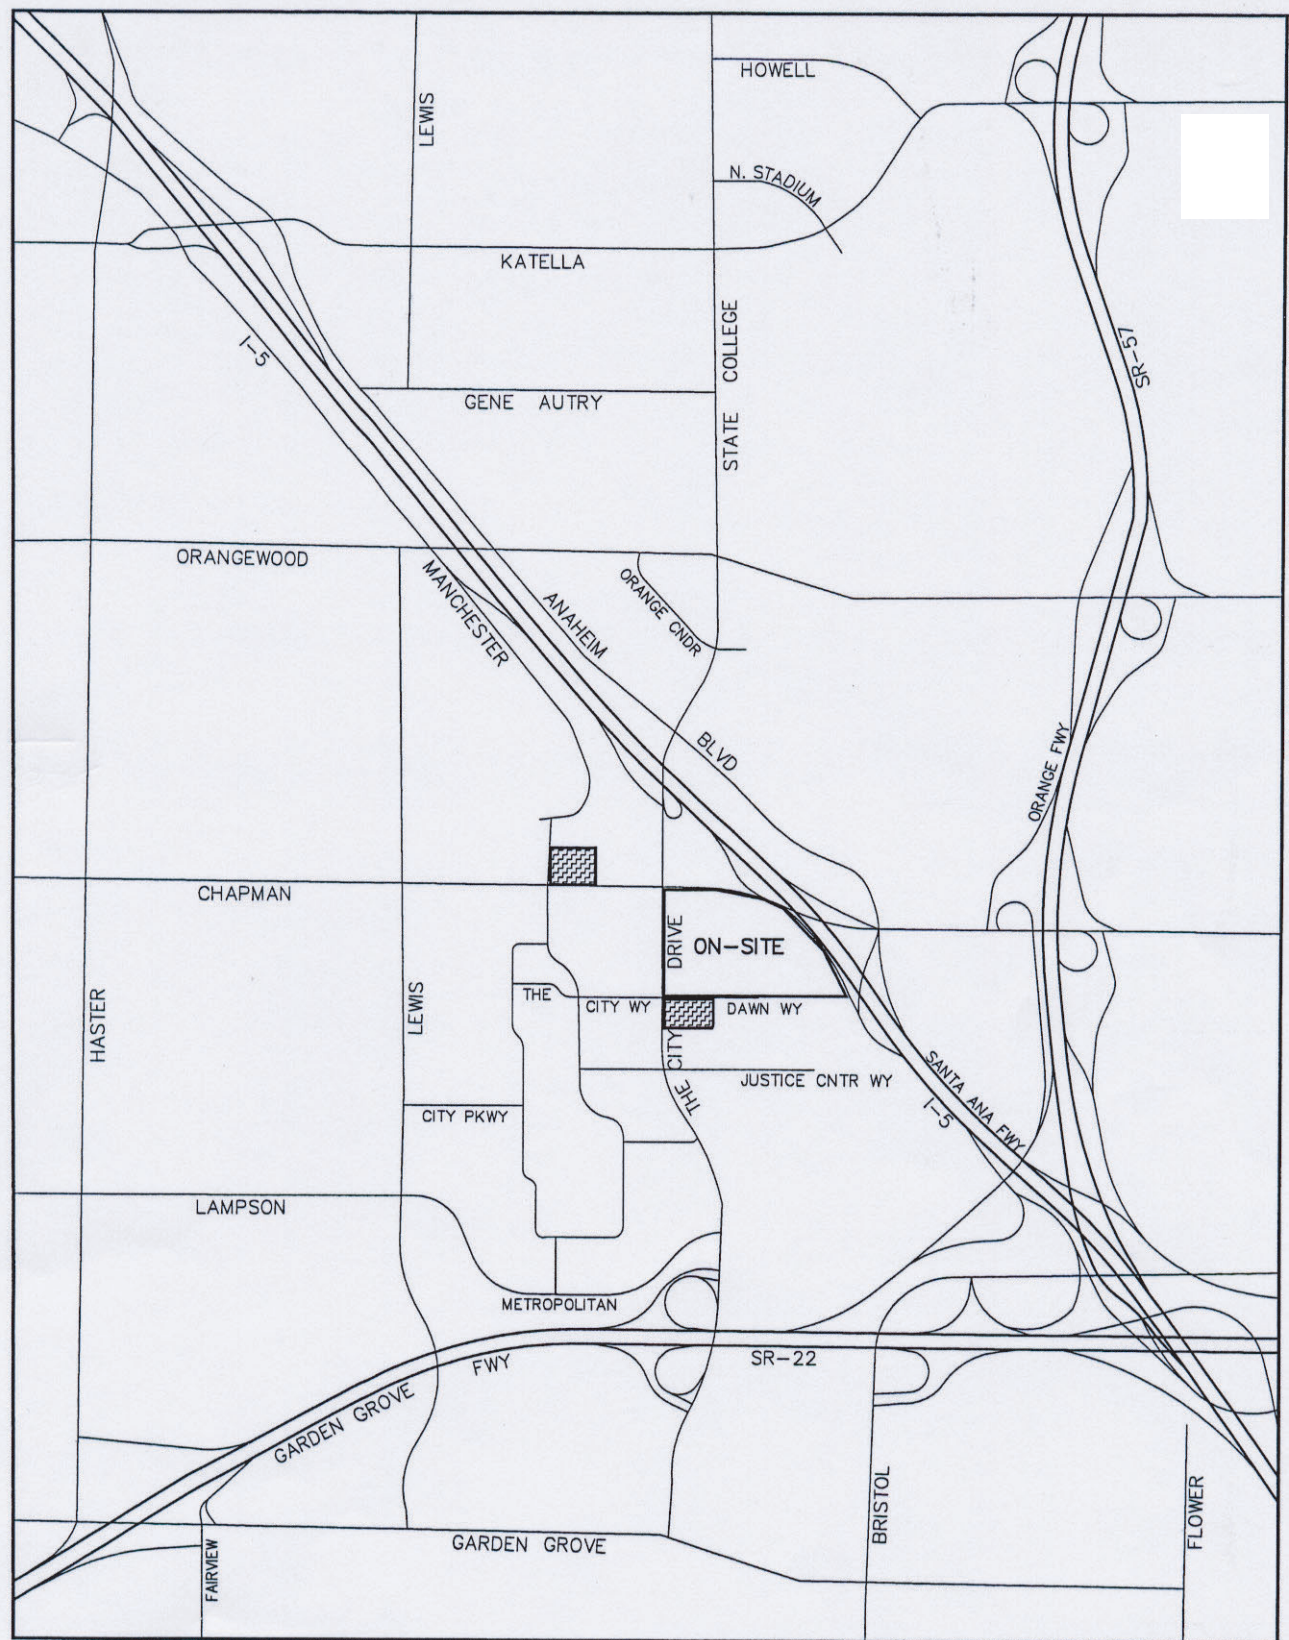 HOWELL
LEWIS
N. STADIUM
KATELLA
I-5
STATE COLLEGE
SR-57
GENE AUTRY
ORANGEWOOD
MANCHESTER
ANAHEIM
ORANGE CNDR
BLVD
ORANGE FWY
CHAPMAN
DRIVE
ON-SITE
THE
CITY WY
DAWN WY
HASTER
LEWIS
CITY
THE
JUSTICE CNTR WY
SANTA ANA FWY
I-5
CITY PKWY
LAMPSON
METROPOLITAN
SR-22
FWY
GARDEN GROVE
BRISTOL
FLOWER
GARDEN GROVE
FAIRVIEW